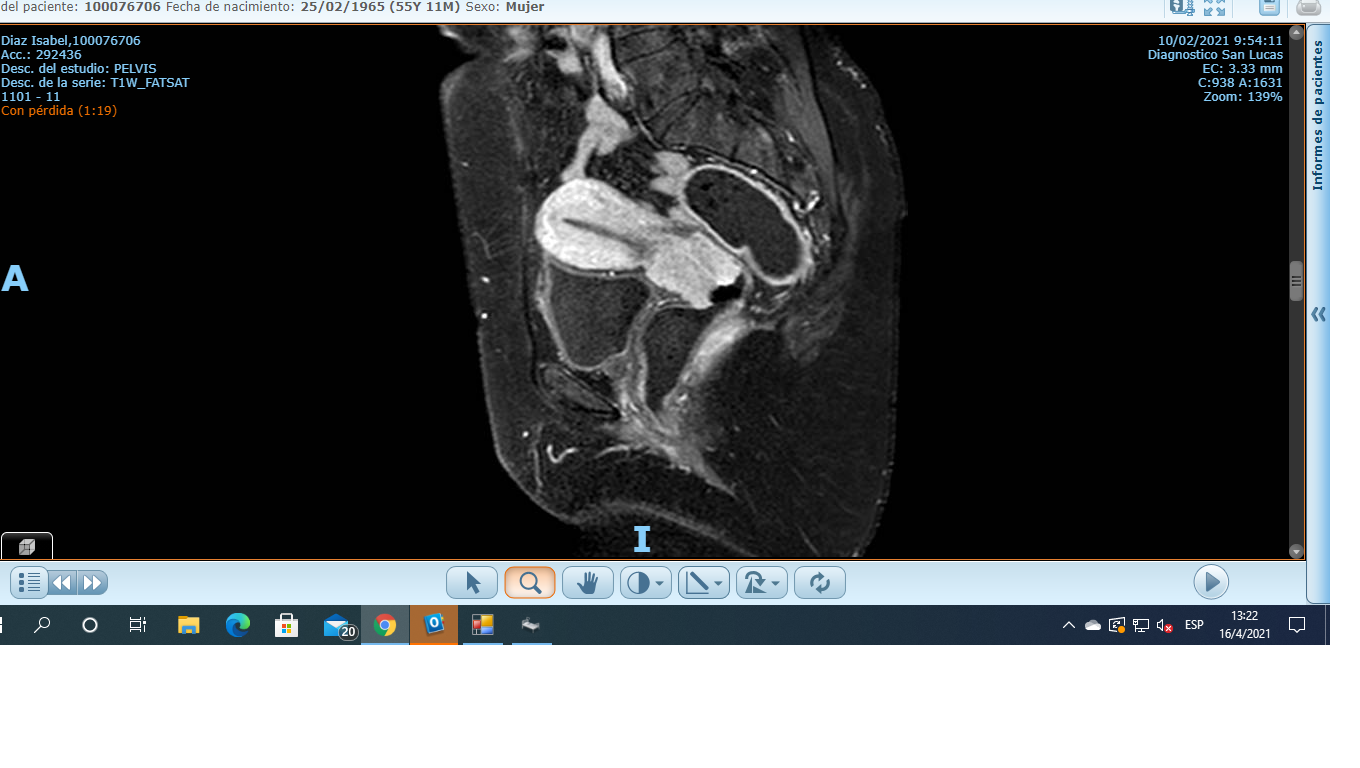 del paciente: 100076706 Fecha de nacimiento: 25/02/1965 (55Y 11M) Sexo: Mujer
Diaz Isabel,100076706
Acc.: 292436
Desc. del estudio: PELVIS
Desc. de la serie: T1W_FATSAT
1101 - 11
Con pérdida (1:19)
10/02/2021 9:54:11
Diagnostico San Lucas
EC: 3.33 mm
C:938 A:1631
Zoom: 139%
Informes de pacientes
A
I
20
ESP
13:22
16/4/2021